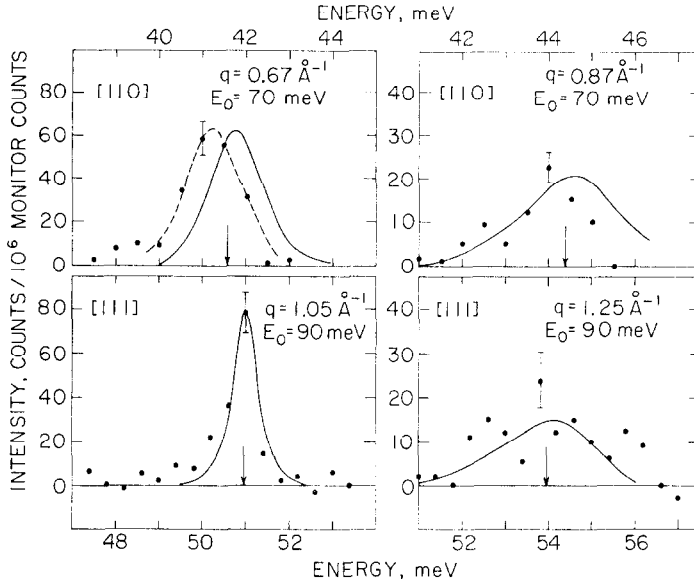 ENERGY, meV
40 42 44
42 44 46
INTENSITY, COUNTS / 10⁶ MONITOR COUNTS
80
60
40
20
0
[110]
q = 0.67 Å⁻¹
E₀ = 70 meV
40
30
20
10
0
[110]
q = 0.87 Å⁻¹
E₀ = 70 meV
80
60
40
20
0
[111]
q = 1.05 Å⁻¹
E₀ = 90 meV
40
30
20
10
0
[111]
q = 1.25 Å⁻¹
E₀ = 90 meV
48 50 52
52 54 56
ENERGY, meV